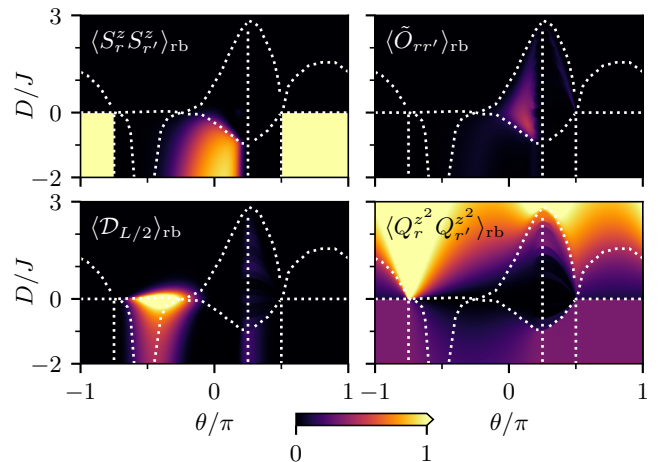 3
⟨S_r^z S_{r'}^z⟩_rb
⟨Õ_{rr'}⟩_rb
D/J
0
−2
3
⟨𝒟_{L/2}⟩_rb
⟨Q_r^{z^2} Q_{r'}^{z^2}⟩_rb
D/J
0
−2
−1 0 1 −1 0 1
θ/π θ/π
0 1